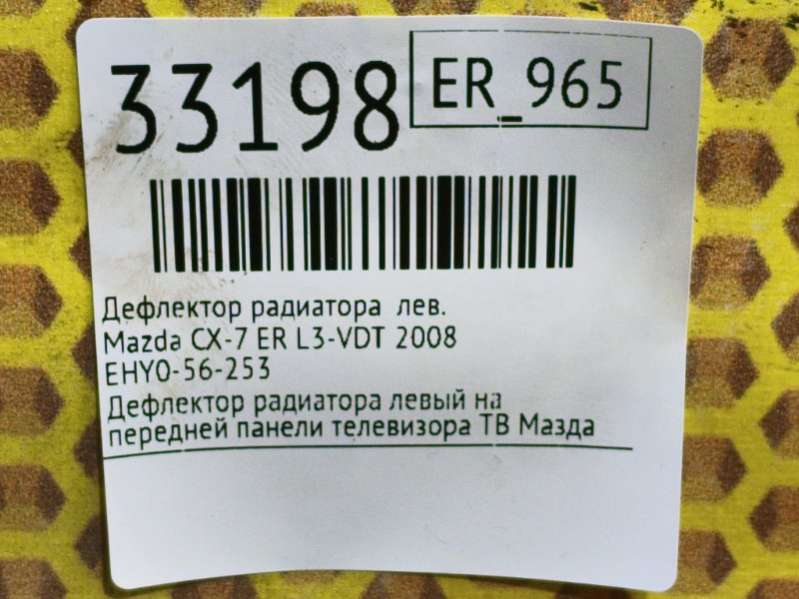 33198
ER_965
Дефлектор радиатора лев.
Mazda CX-7 ER L3-VDT 2008
EHY0-56-253
Дефлектор радиатора левый на
передней панели телевизора ТВ Мазда